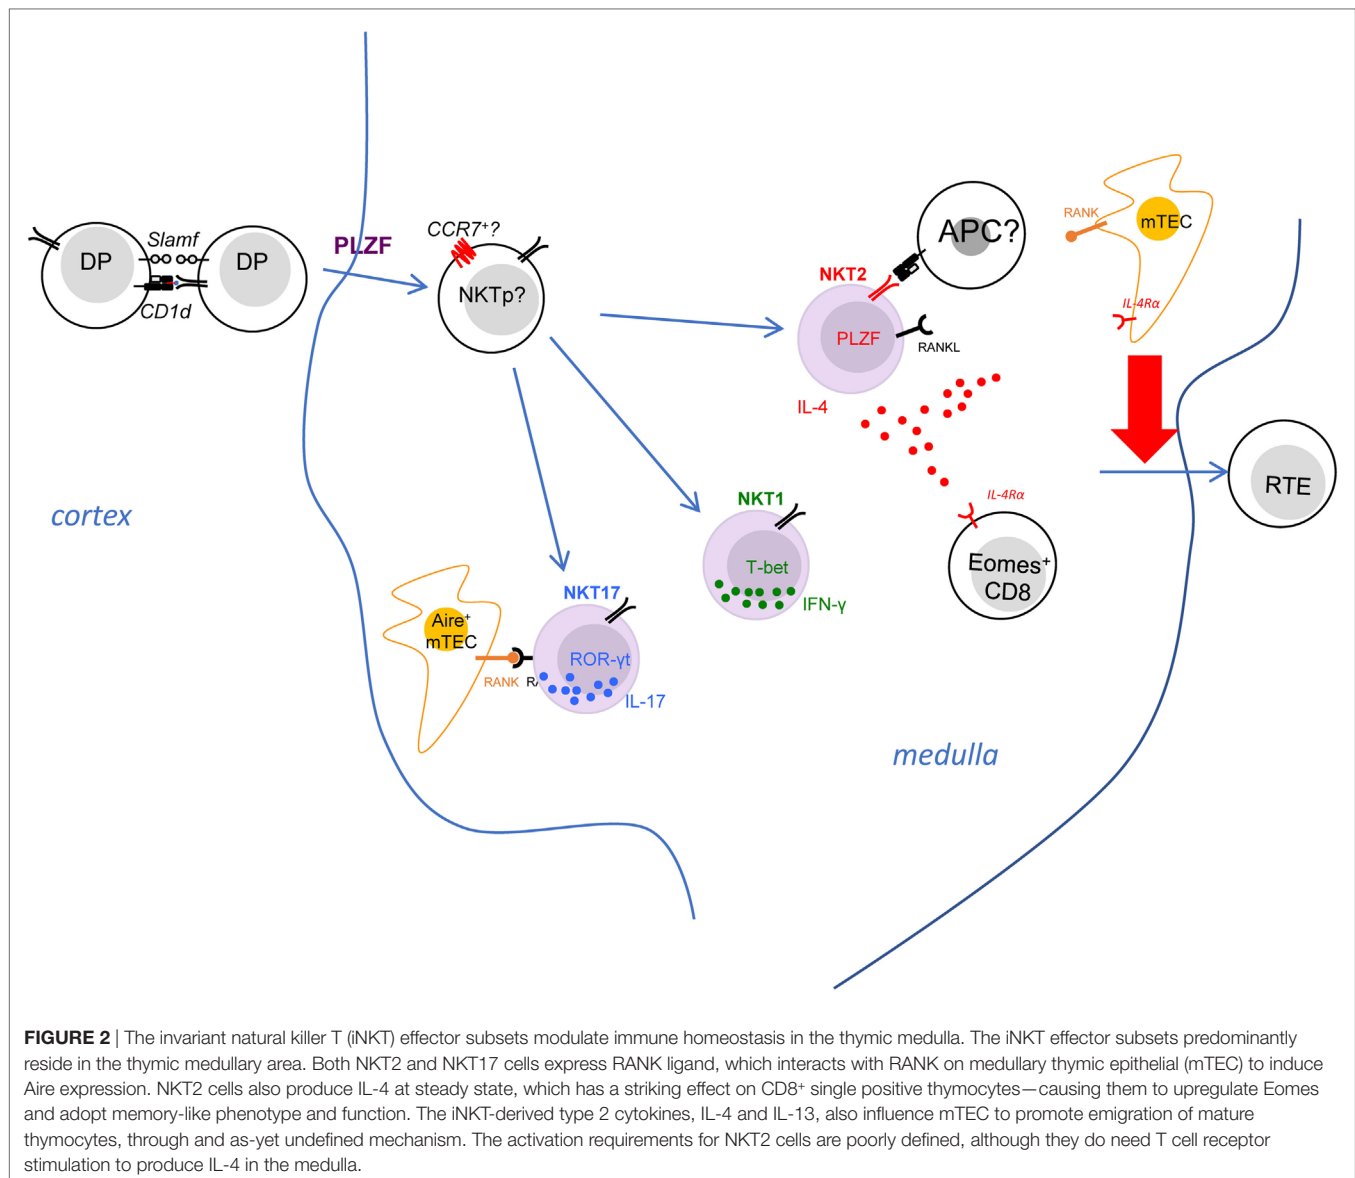 CCR7⁺?
Slamf
PLZF
DP
DP
CD1d
NKTp?
APC?
RANK
mTEC
NKT2
IL-4Rα
PLZF
RANKL
IL-4
cortex
RTE
NKT1
IL-4Rα
T-bet
IFN-γ
Eomes⁺
CD8
NKT17
Aire⁺
mTEC
ROR-γt
RANK
IL-17
medulla
FIGURE 2 | The invariant natural killer T (iNKT) effector subsets modulate immune homeostasis in the thymic medulla. The iNKT effector subsets predominantly
reside in the thymic medullary area. Both NKT2 and NKT17 cells express RANK ligand, which interacts with RANK on medullary thymic epithelial (mTEC) to induce
Aire expression. NKT2 cells also produce IL-4 at steady state, which has a striking effect on CD8⁺ single positive thymocytes—causing them to upregulate Eomes
and adopt memory-like phenotype and function. The iNKT-derived type 2 cytokines, IL-4 and IL-13, also influence mTEC to promote emigration of mature
thymocytes, through and as-yet undefined mechanism. The activation requirements for NKT2 cells are poorly defined, although they do need T cell receptor
stimulation to produce IL-4 in the medulla.